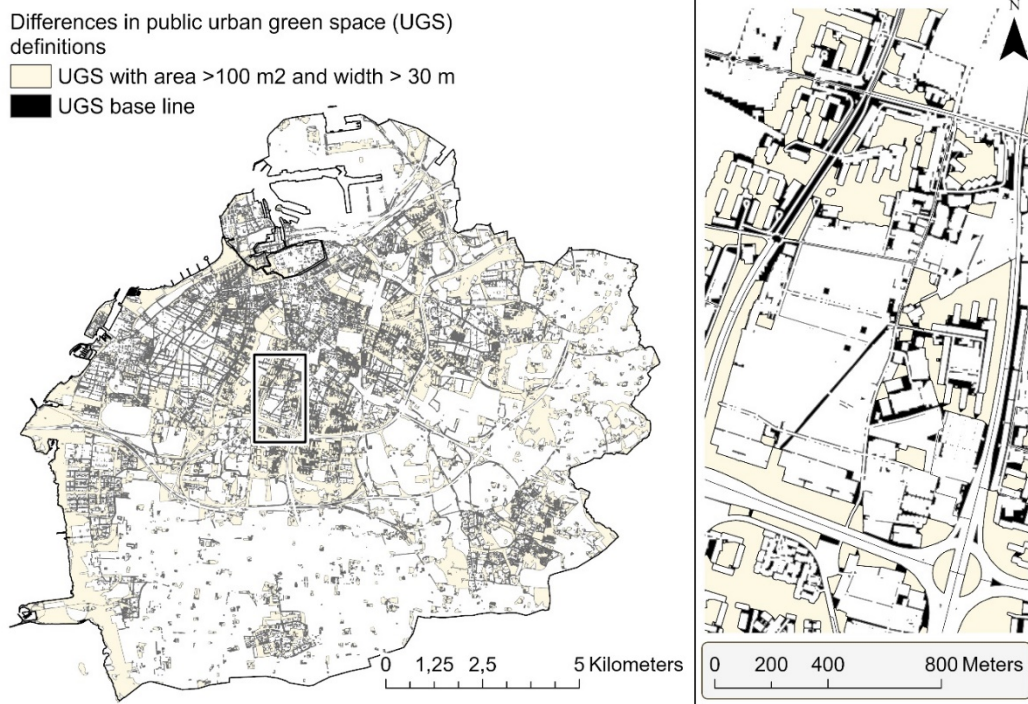 Differences in public urban green space (UGS)
definitions
UGS with area >100 m2 and width > 30 m
UGS base line
N
0 1,25 2,5 5 Kilometers
0 200 400 800 Meters